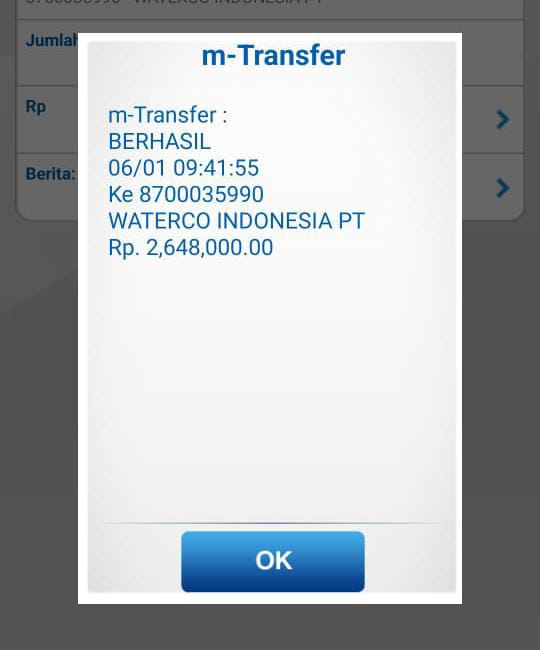 8700035990 - WATERCO INDONESIA PT
Jumlah
Rp
Berita:
m-Transfer
m-Transfer :
BERHASIL
06/01 09:41:55
Ke 8700035990
WATERCO INDONESIA PT
Rp. 2,648,000.00
OK